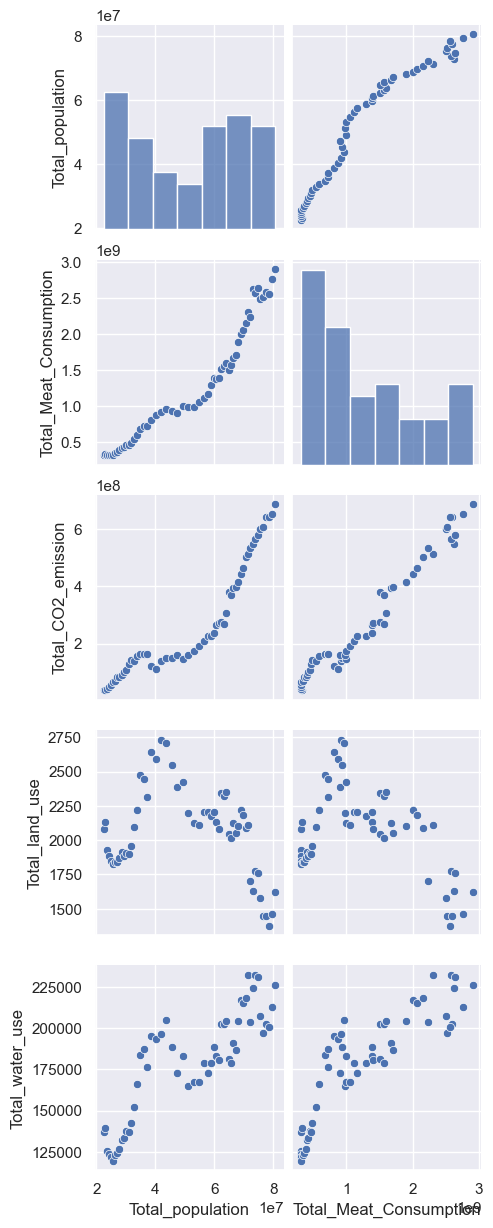 1e7
8
6
4
2
Total_population
1e9
3.0
2.5
2.0
1.5
1.0
0.5
Total_Meat_Consumption
1e8
6
4
2
Total_CO2_emission
2750
2500
2250
2000
1750
1500
Total_land_use
225000
200000
175000
150000
125000
Total_water_use
2 4 6 8 1 2 3
Total_population 1e7 Total_Meat_Consumption 1e9